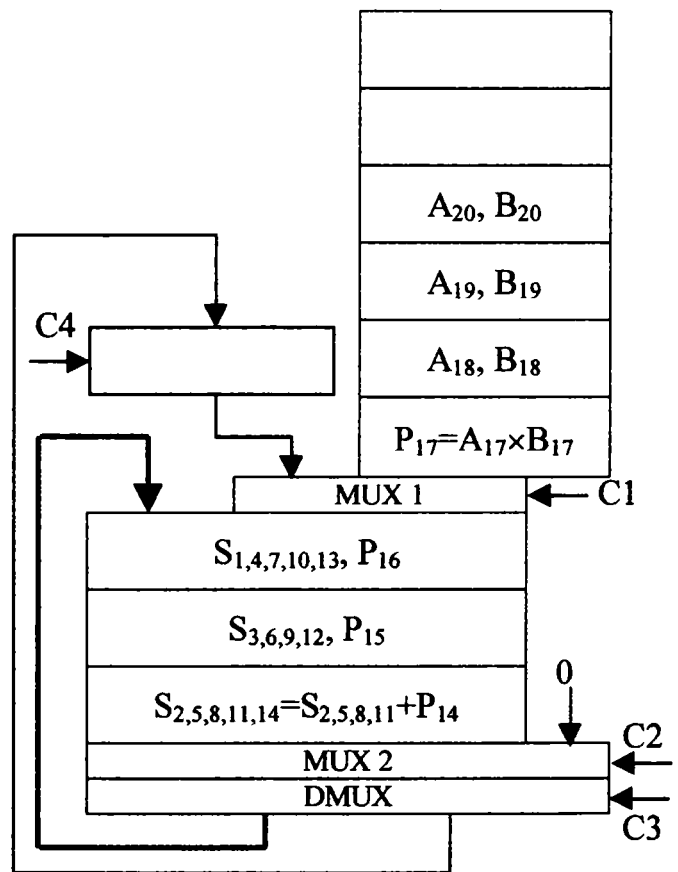 A20, B20
A19, B19
C4
A18, B18
P17=A17×B17
MUX 1
C1
S1,4,7,10,13, P16
S3,6,9,12, P15
0
S2,5,8,11,14=S2,5,8,11+P14
C2
MUX 2
DMUX
C3